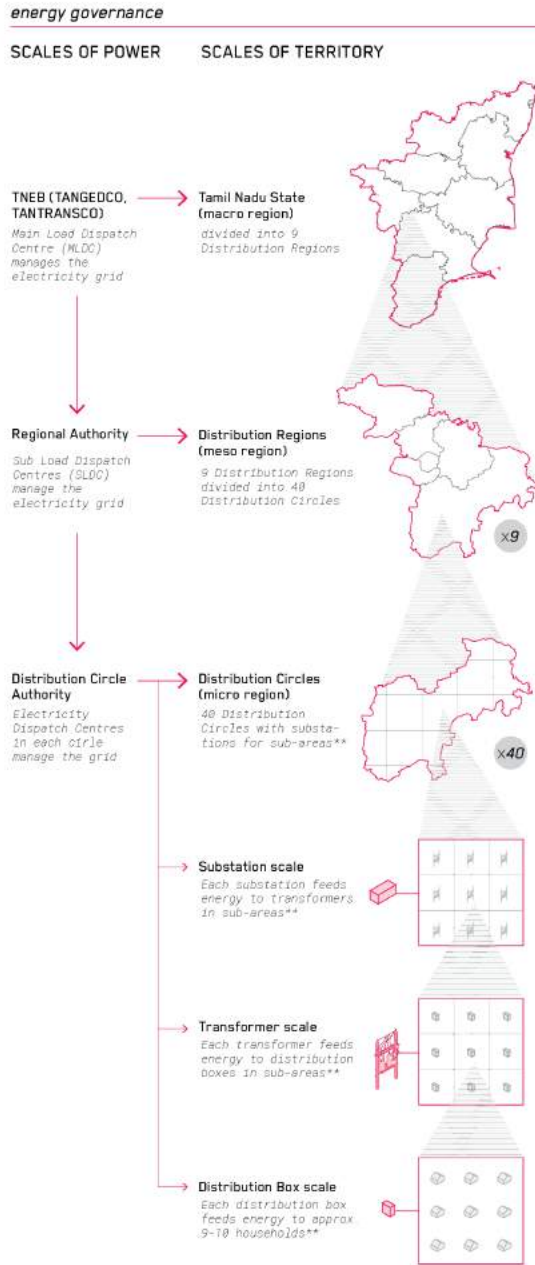 energy governance
SCALES OF POWER
SCALES OF TERRITORY
TNEB (TANGEDCO,
TANTRANSCO)
Main Load Dispatch
Centre (MLDC)
manages the
electricity grid
Tamil Nadu State
(macro region)
divided into 9
Distribution Regions
Regional Authority
Sub Load Dispatch
Centres (SLDC)
manage the
electricity grid
Distribution Regions
(meso region)
9 Distribution Regions
divided into 40
Distribution Circles
x9
Distribution Circle
Authority
Electricity
Dispatch Centres
in each cirle
manage the grid
Distribution Circles
(micro region)
40 Distribution
Circles with substa-
tions for sub-areas**
x40
Substation scale
Each substation feeds
energy to transformers
in sub-areas**
Transformer scale
Each transformer feeds
energy to distribution
boxes in sub-areas**
Distribution Box scale
Each distribution box
feeds energy to approx
9-10 households**